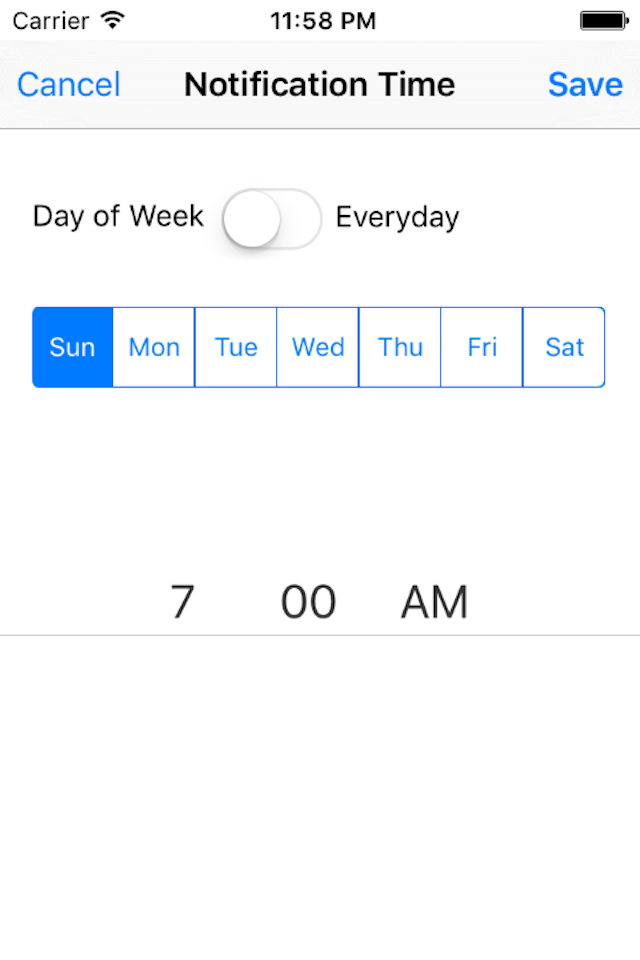 Carrier 11:58 PM
Cancel Notification Time Save
Day of Week Everyday
Sun Mon Tue Wed Thu Fri Sat
7 00 AM